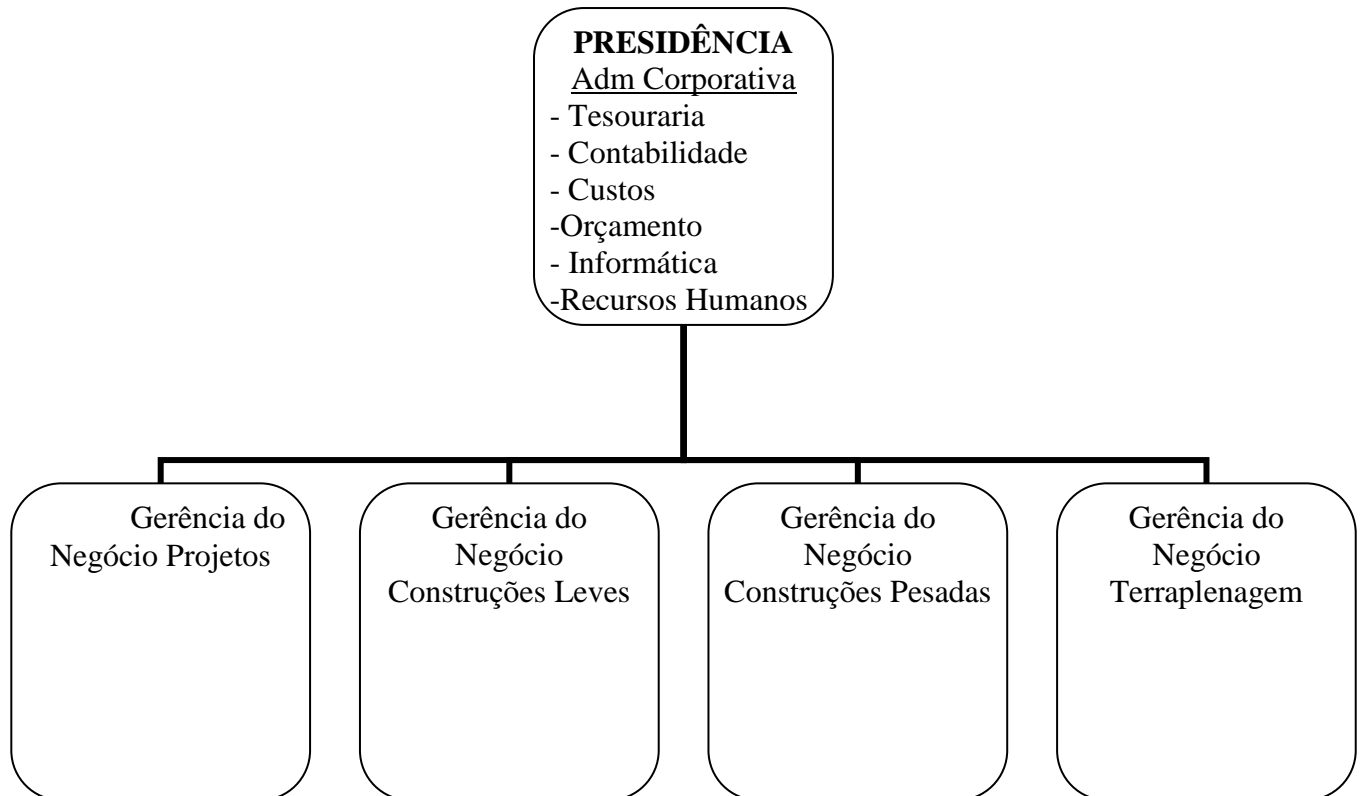 PRESIDÊNCIA
Adm Corporativa
- Tesouraria
- Contabilidade
- Custos
-Orçamento
- Informática
-Recursos Humanos
Gerência do
Negócio Projetos
Gerência do
Negócio
Construções Leves
Gerência do
Negócio
Construções Pesadas
Gerência do
Negócio
Terraplenagem